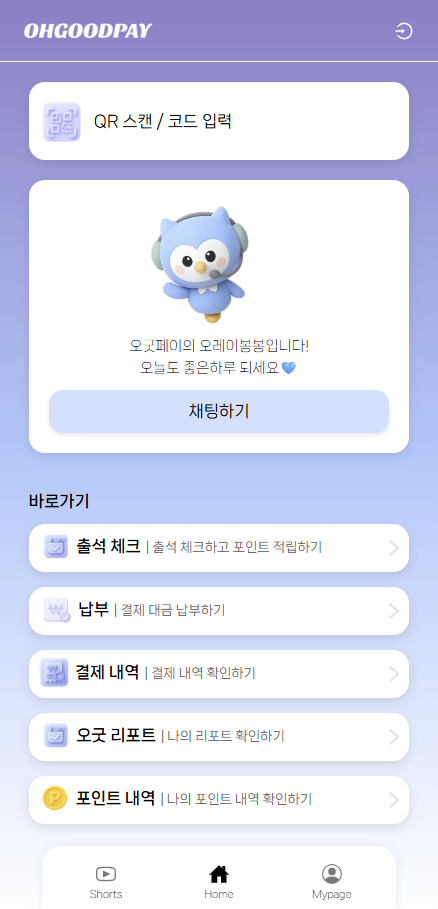 OHGOODPAY
QR 스캔 / 코드 입력
오굿페이의 오레이봉봉입니다!
오늘도 좋은하루 되세요
채팅하기
바로가기
출석 체크 | 출석 체크하고 포인트 적립하기
납부 | 결제 대금 납부하기
결제 내역 | 결제 내역 확인하기
오굿 리포트 | 나의 리포트 확인하기
포인트 내역 | 나의 포인트 내역 확인하기
Shorts Home Mypage